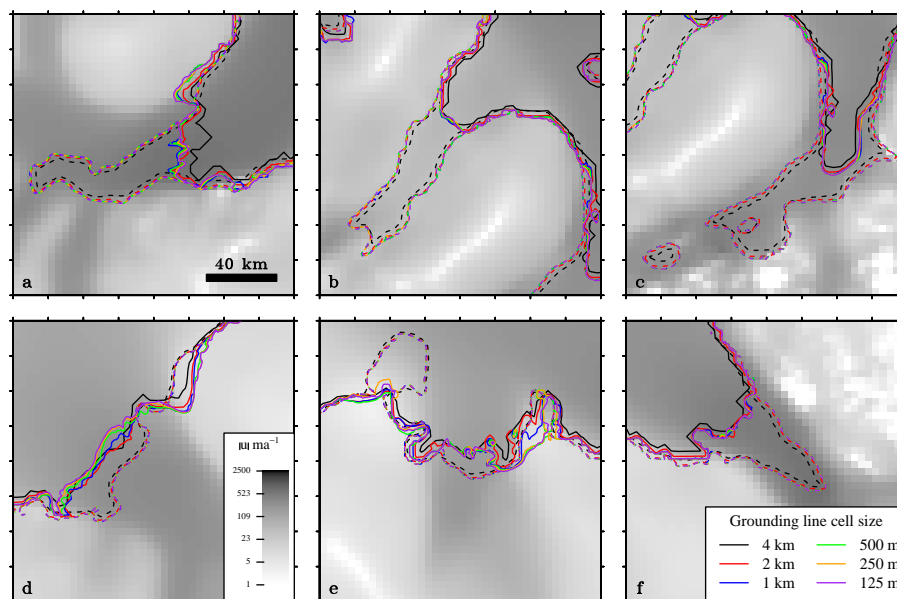 a
40 km
b
c
d
|u| ma⁻¹
2500
523
109
23
5
1
e
f
Grounding line cell size
4 km
2 km
1 km
500 m
250 m
125 m